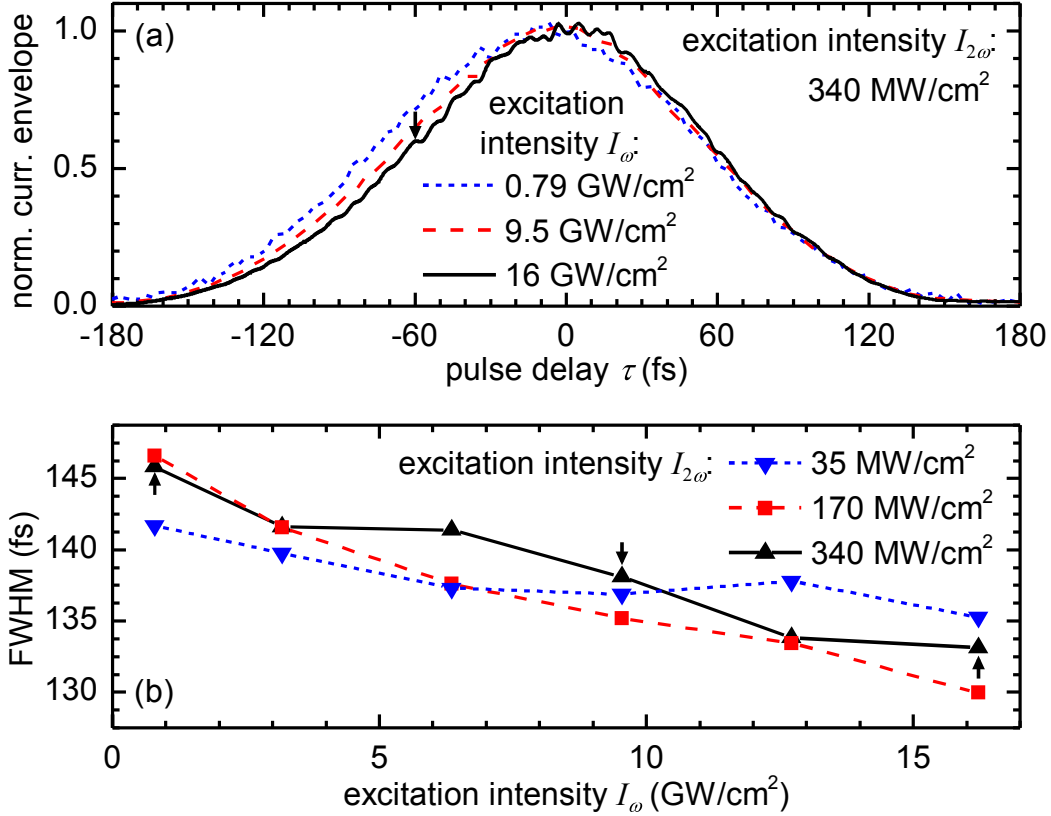 (a)
norm. curr. envelope
1.0
0.5
0.0
excitation intensity I2ω:
340 MW/cm²
excitation
intensity Iω:
0.79 GW/cm²
9.5 GW/cm²
16 GW/cm²
-180 -120 -60 0 60 120 180
pulse delay τ (fs)
(b)
FWHM (fs)
145
140
135
130
excitation intensity I2ω:
35 MW/cm²
170 MW/cm²
340 MW/cm²
0 5 10 15
excitation intensity Iω (GW/cm²)